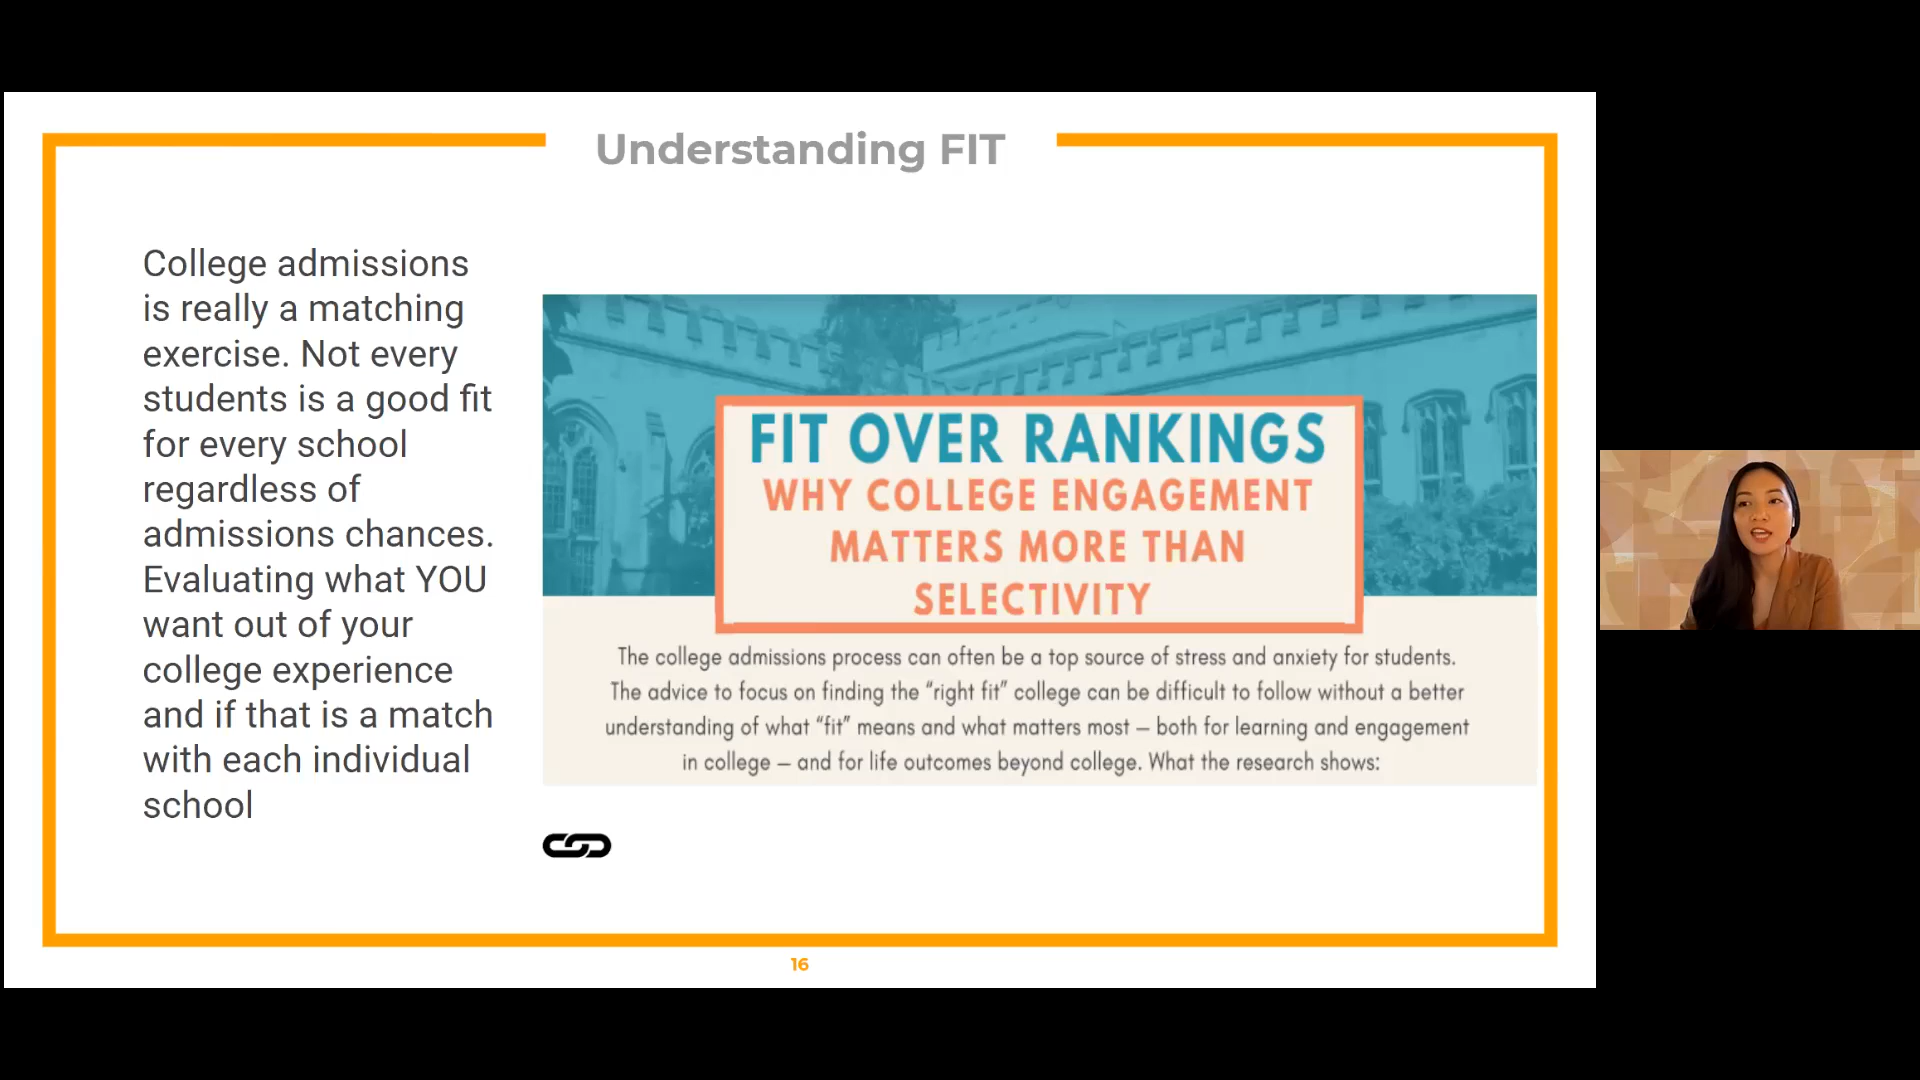 Understanding FIT
College admissions
is really a matching
exercise. Not every
students is a good fit
for every school
regardless of
admissions chances.
Evaluating what YOU
want out of your
college experience
and if that is a match
with each individual
school
FIT OVER RANKINGS
WHY COLLEGE ENGAGEMENT
MATTERS MORE THAN
SELECTIVITY
The college admissions process can often be a top source of stress and anxiety for students.
The advice to focus on finding the “right fit” college can be difficult to follow without a better
understanding of what “fit” means and what matters most – both for learning and engagement
in college – and for life outcomes beyond college. What the research shows:
16